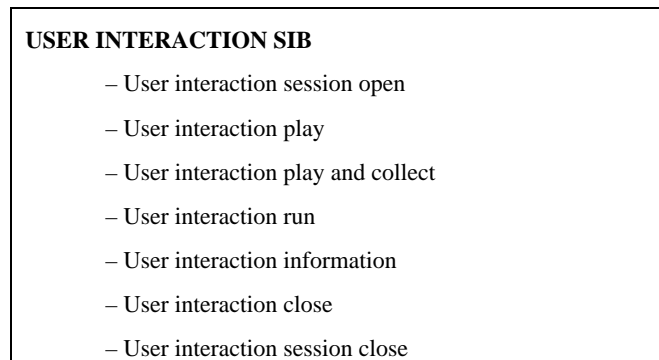 USER INTERACTION SIB
– User interaction session open
– User interaction play
– User interaction play and collect
– User interaction run
– User interaction information
– User interaction close
– User interaction session close